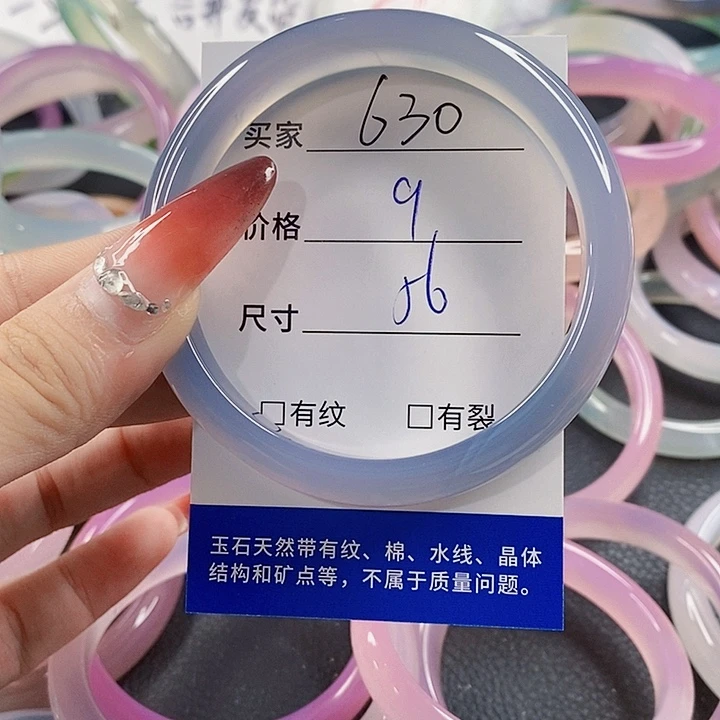 买家 630
价格 9
尺寸 56
□有纹 □有裂
玉石天然带有纹、棉、水线、晶体
结构和矿点等，不属于质量问题。